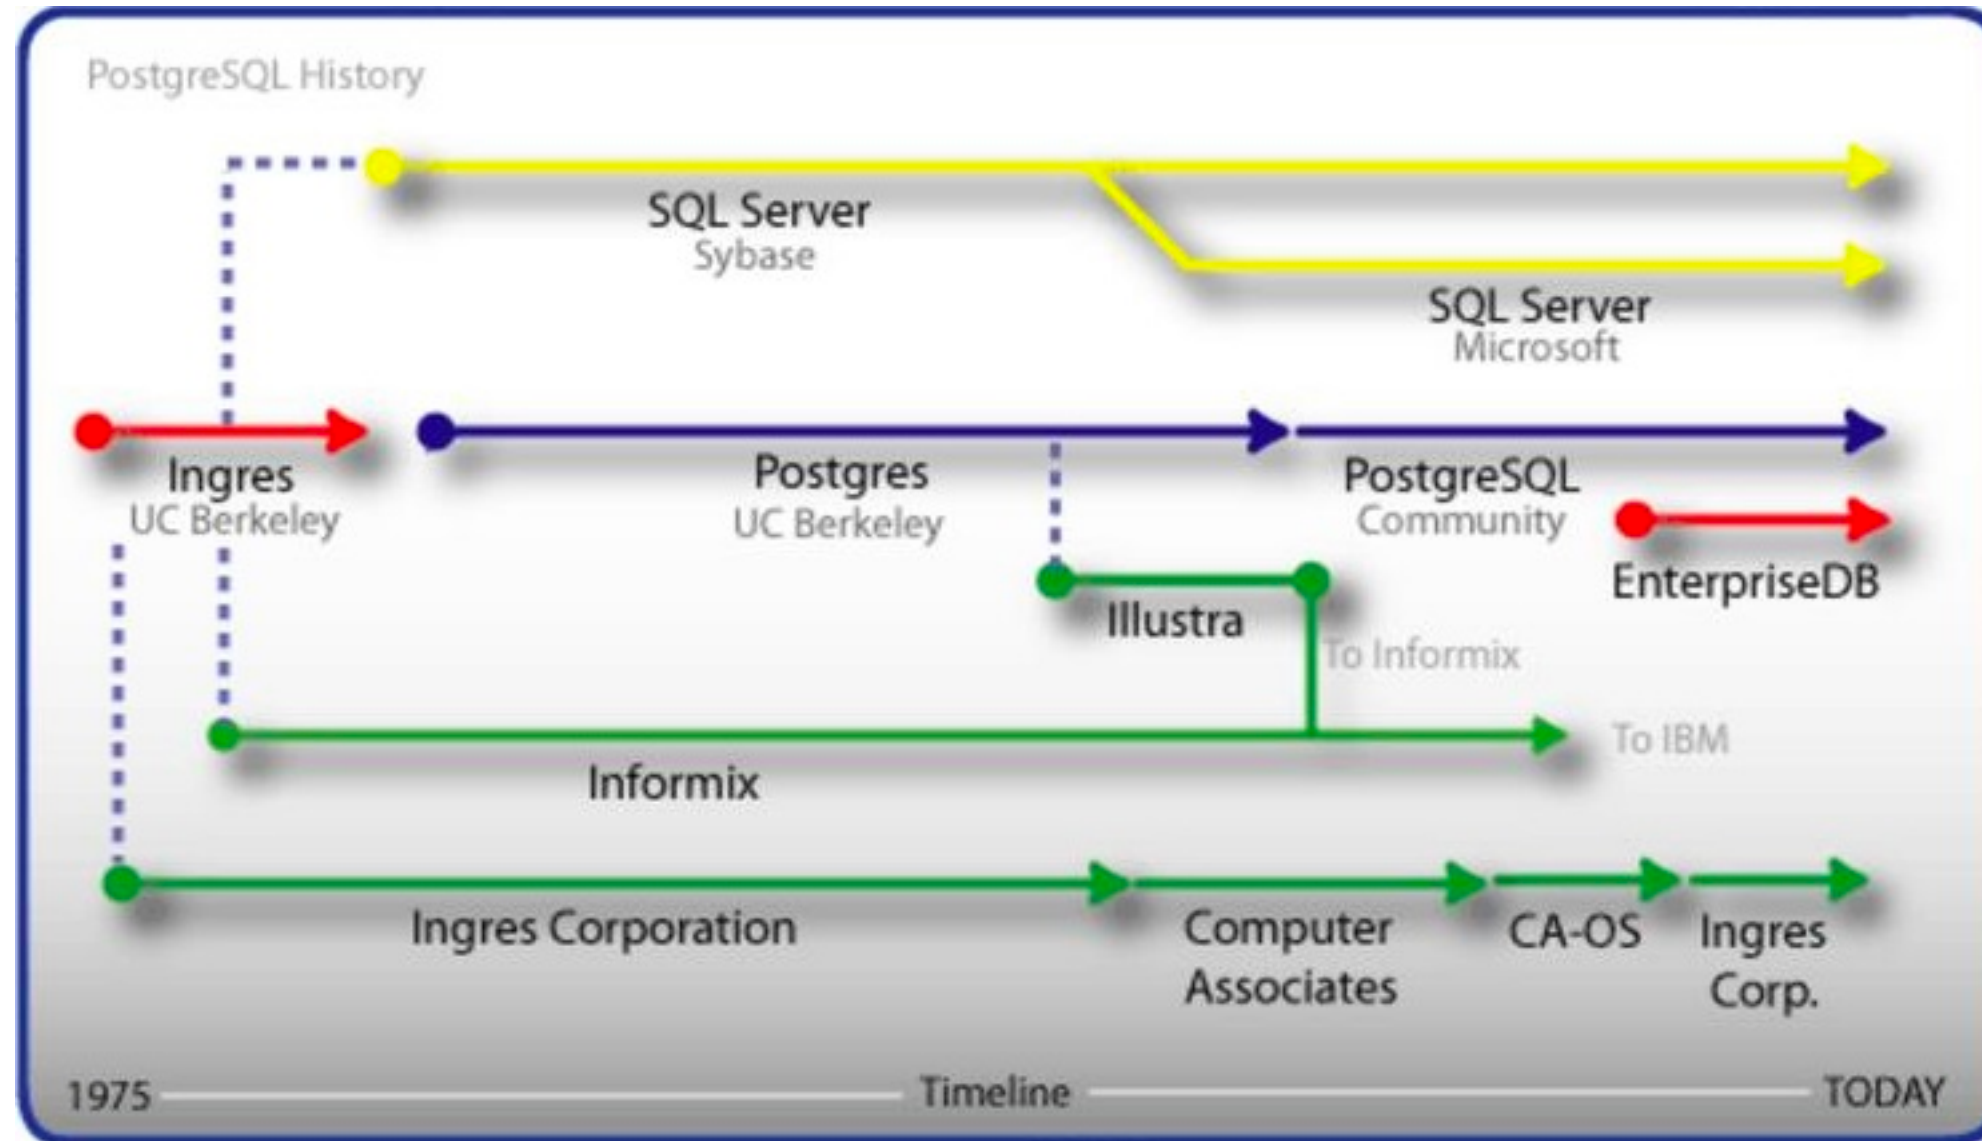 PostgreSQL History
SQL Server
Sybase
SQL Server
Microsoft
Ingres
UC Berkeley
Postgres
UC Berkeley
PostgreSQL
Community
EnterpriseDB
Illustra
To Informix
To IBM
Informix
Ingres Corporation
Computer
Associates
CA-OS
Ingres
Corp.
1975
Timeline
TODAY